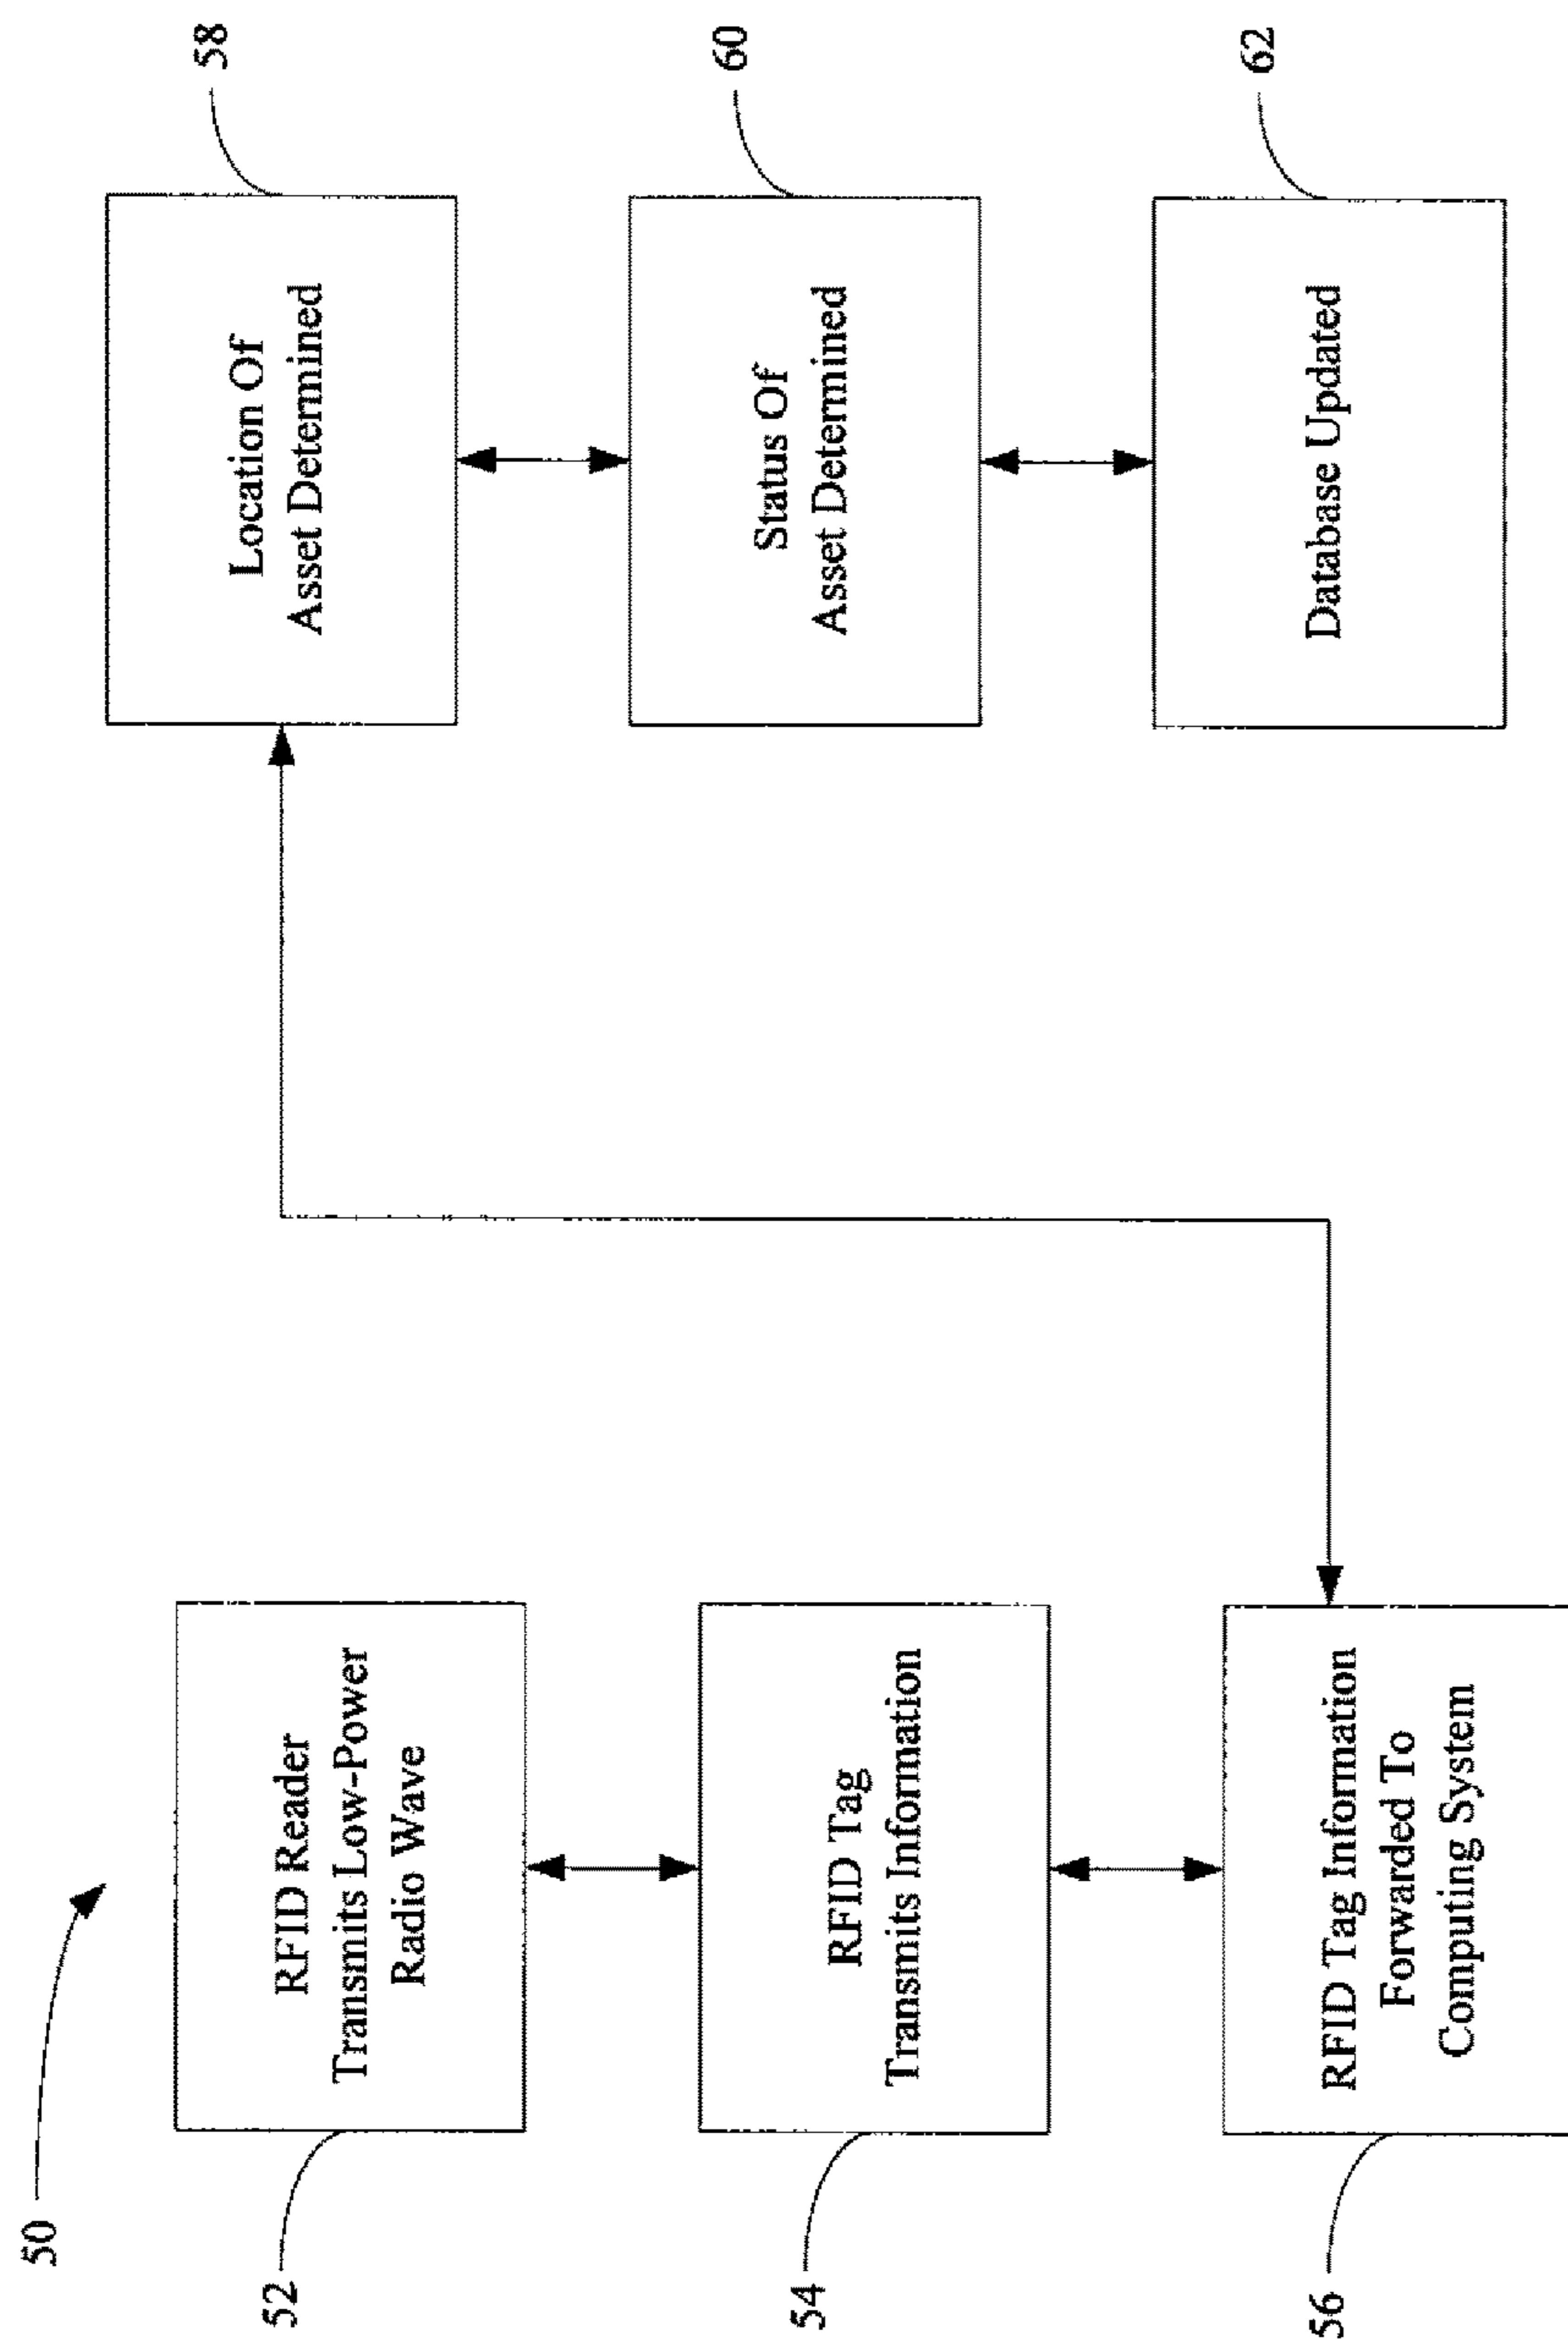 50
52
RFID Reader
Transmits Low-Power
Radio Wave
54
RFID Tag
Transmits Information
56
RFID Tag Information
Forwarded To
Computing System
58
Location Of
Asset Determined
60
Status Of
Asset Determined
62
Database Updated